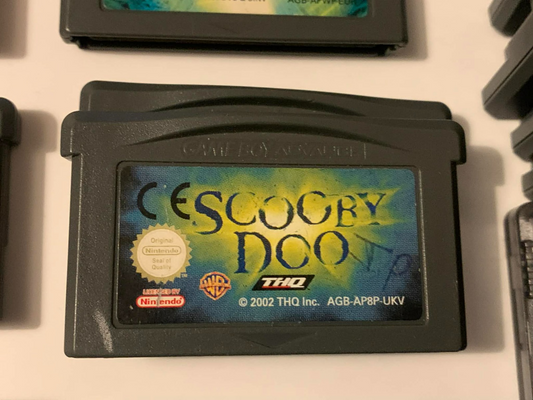 GAME BOY ADVANCE
CE
SCOOBY
DOO
Original
Nintendo
Seal of
Quality
WB
THQ
LICENSED BY
Nintendo
© 2002 THQ Inc. AGB-AP8P-UKV